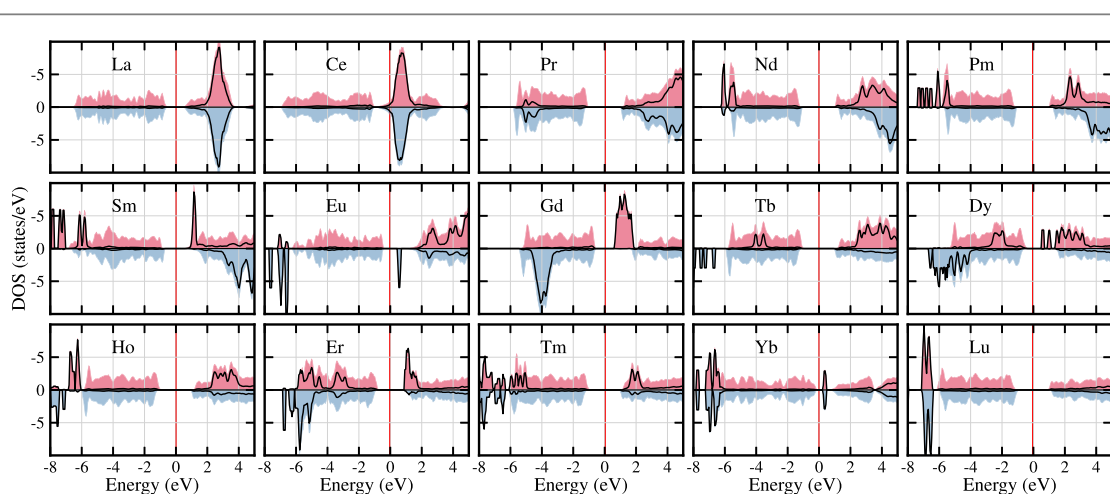 La Ce Pr Nd Pm
-5
0
5
Sm Eu Gd Tb Dy
-5
0
5
DOS (states/eV)
Ho Er Tm Yb Lu
-5
0
5
-8 -6 -4 -2 0 2 4 -8 -6 -4 -2 0 2 4 -8 -6 -4 -2 0 2 4 -8 -6 -4 -2 0 2 4 -8 -6 -4 -2 0 2 4
Energy (eV) Energy (eV) Energy (eV) Energy (eV) Energy (eV)